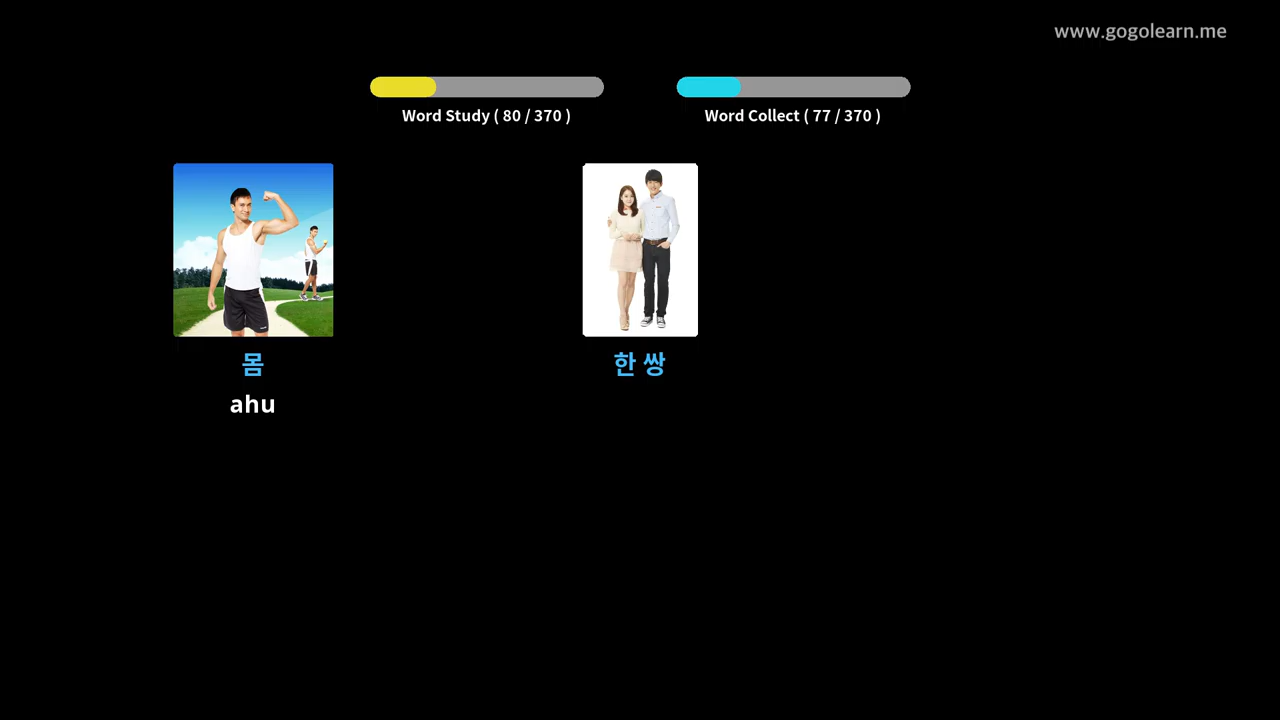 www.gogolearn.me
Word Study ( 80 / 370 )
Word Collect ( 77 / 370 )
몸
한 쌍
ahu